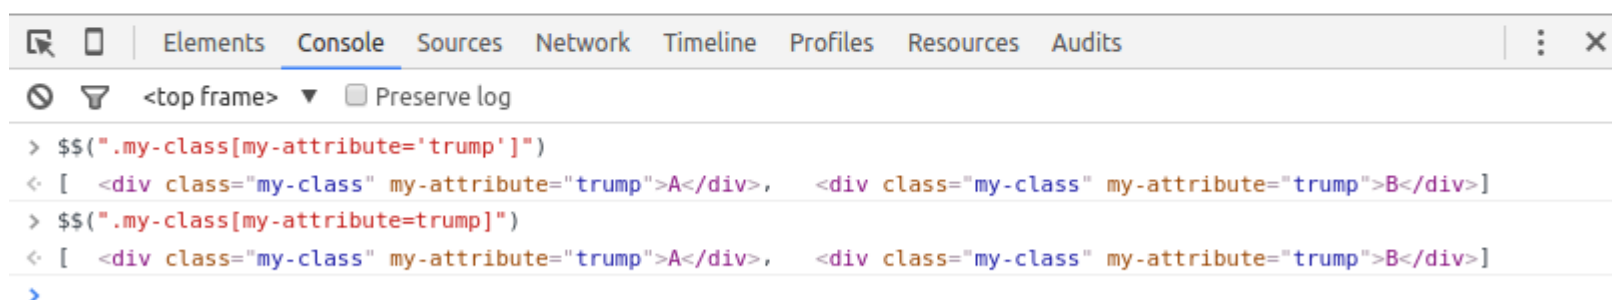 Elements Console Sources Network Timeline Profiles Resources Audits
<top frame> ▼ Preserve log
> $$(".my-class[my-attribute='trump']")
[ <div class="my-class" my-attribute="trump">A</div>, <div class="my-class" my-attribute="trump">B</div>]
> $$(".my-class[my-attribute=trump]")
[ <div class="my-class" my-attribute="trump">A</div>, <div class="my-class" my-attribute="trump">B</div>]
>